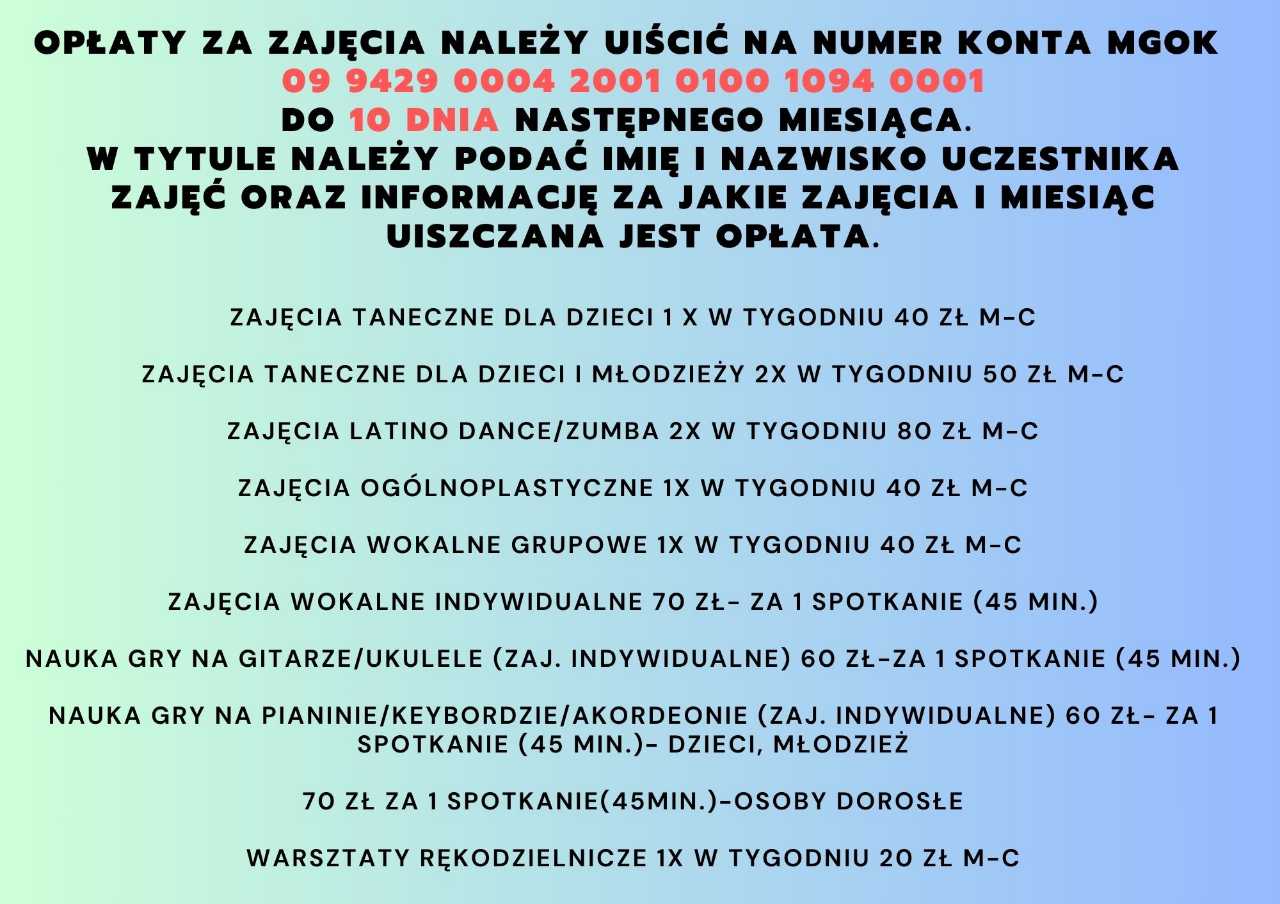 OPŁATY ZA ZAJĘCIA NALEŻY UIŚCIĆ NA NUMER KONTA MGOK
09 9429 0004 2001 0100 1094 0001
DO 10 DNIA NASTĘPNEGO MIESIĄCA.
W TYTULE NALEŻY PODAĆ IMIĘ I NAZWISKO UCZESTNIKA
ZAJĘĆ ORAZ INFORMACJĘ ZA JAKIE ZAJĘCIA I MIESIĄC
UISZCZANA JEST OPŁATA.
ZAJĘCIA TANECZNE DLA DZIECI 1 X W TYGODNIU 40 ZŁ M-C
ZAJĘCIA TANECZNE DLA DZIECI I MŁODZIEŻY 2X W TYGODNIU 50 ZŁ M-C
ZAJĘCIA LATINO DANCE/ZUMBA 2X W TYGODNIU 80 ZŁ M-C
ZAJĘCIA OGÓLNOPLASTYCZNE 1X W TYGODNIU 40 ZŁ M-C
ZAJĘCIA WOKALNE GRUPOWE 1X W TYGODNIU 40 ZŁ M-C
ZAJĘCIA WOKALNE INDYWIDUALNE 70 ZŁ- ZA 1 SPOTKANIE (45 MIN.)
NAUKA GRY NA GITARZE/UKULELE (ZAJ. INDYWIDUALNE) 60 ZŁ-ZA 1 SPOTKANIE (45 MIN.)
NAUKA GRY NA PIANINIE/KEYBORDZIE/AKORDEONIE (ZAJ. INDYWIDUALNE) 60 ZŁ- ZA 1
SPOTKANIE (45 MIN.)- DZIECI, MŁODZIEŻ
70 ZŁ ZA 1 SPOTKANIE(45MIN.)-OSOBY DOROSŁE
WARSZTATY RĘKODZIELNICZE 1X W TYGODNIU 20 ZŁ M-C